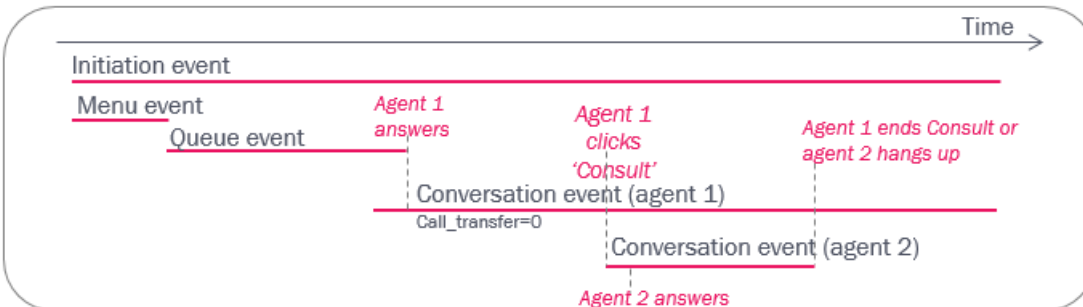 Time
Initiation event
Menu event
Queue event
Agent 1
answers
Agent 1
clicks
'Consult'
Agent 1 ends Consult or
agent 2 hangs up
Conversation event (agent 1)
Call_transfer=0
Conversation event (agent 2)
Agent 2 answers